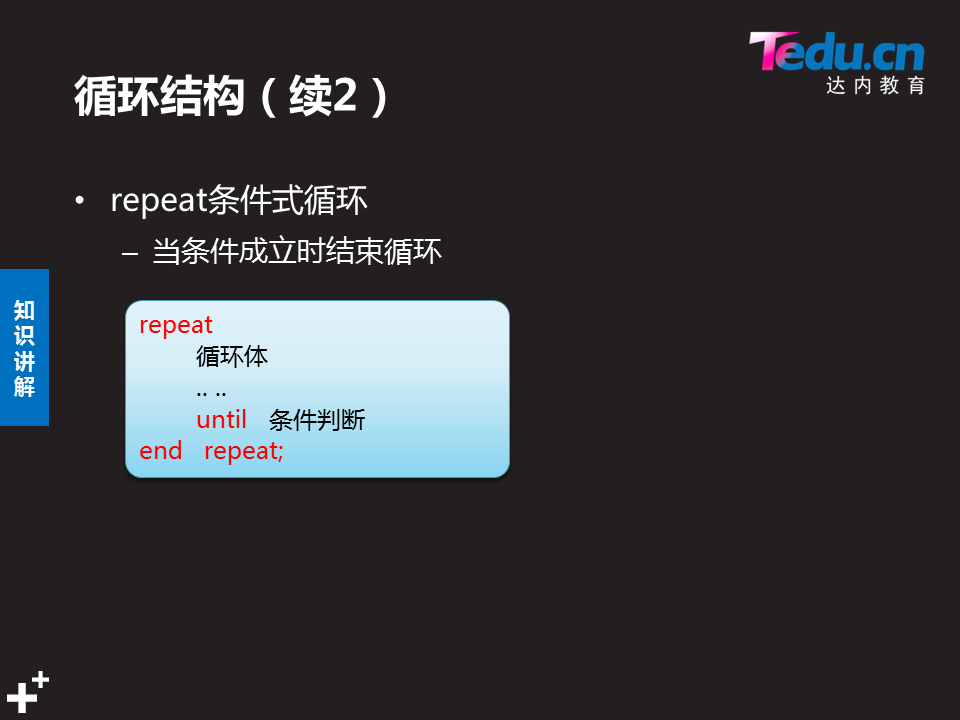 Tedu.cn
达内教育
循环结构（续2）
• repeat条件式循环
– 当条件成立时结束循环
知识讲解
repeat
循环体
.. ..
until 条件判断
end repeat;